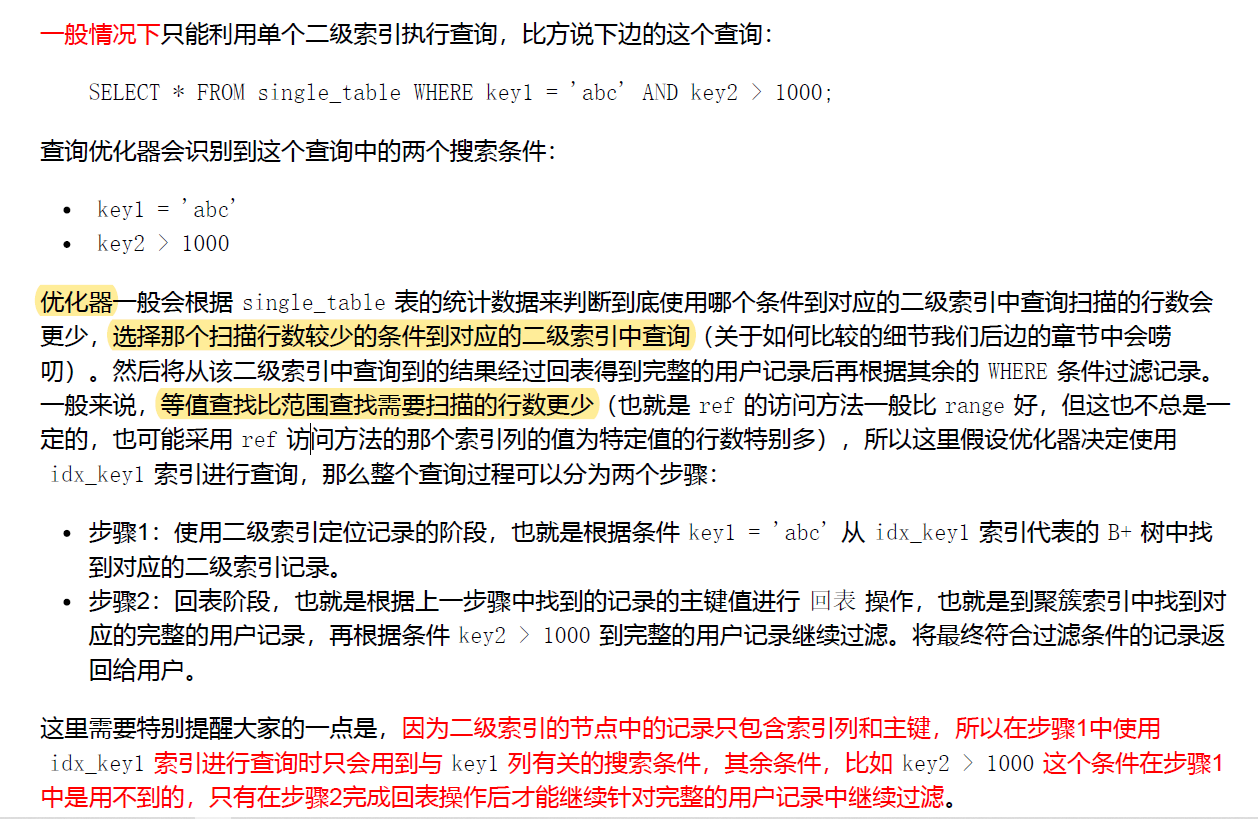 一般情况下只能利用单个二级索引执行查询，比方说下边的这个查询：
SELECT * FROM single_table WHERE key1 = 'abc' AND key2 > 1000;
查询优化器会识别到这个查询中的两个搜索条件：
• key1 = 'abc'
• key2 > 1000
优化器一般会根据 single_table 表的统计数据来判断到底使用哪个条件到对应的二级索引中查询扫描的行数会
更少，选择那个扫描行数较少的条件到对应的二级索引中查询（关于如何比较的细节我们后边的章节中会唠
叨）。然后将从该二级索引中查询到的结果经过回表得到完整的用户记录后再根据其余的 WHERE 条件过滤记录。
一般来说，等值查找比范围查找需要扫描的行数更少（也就是 ref 的访问方法一般比 range 好，但这也不总是一
定的，也可能采用 ref 访问方法的那个索引列的值为特定值的行数特别多），所以这里假设优化器决定使用
idx_key1 索引进行查询，那么整个查询过程可以分为两个步骤：
• 步骤1：使用二级索引定位记录的阶段，也就是根据条件 key1 = 'abc' 从 idx_key1 索引代表的 B+ 树中找
到对应的二级索引记录。
• 步骤2：回表阶段，也就是根据上一步骤中找到的记录的主键值进行 回表 操作，也就是到聚簇索引中找到对
应的完整的用户记录，再根据条件 key2 > 1000 到完整的用户记录继续过滤。将最终符合过滤条件的记录返
回给用户。
这里需要特别提醒大家的一点是，因为二级索引的节点中的记录只包含索引列和主键，所以在步骤1中使用
idx_key1 索引进行查询时只会用到与 key1 列有关的搜索条件，其余条件，比如 key2 > 1000 这个条件在步骤1
中是用不到的，只有在步骤2完成回表操作后才能继续针对完整的用户记录中继续过滤。